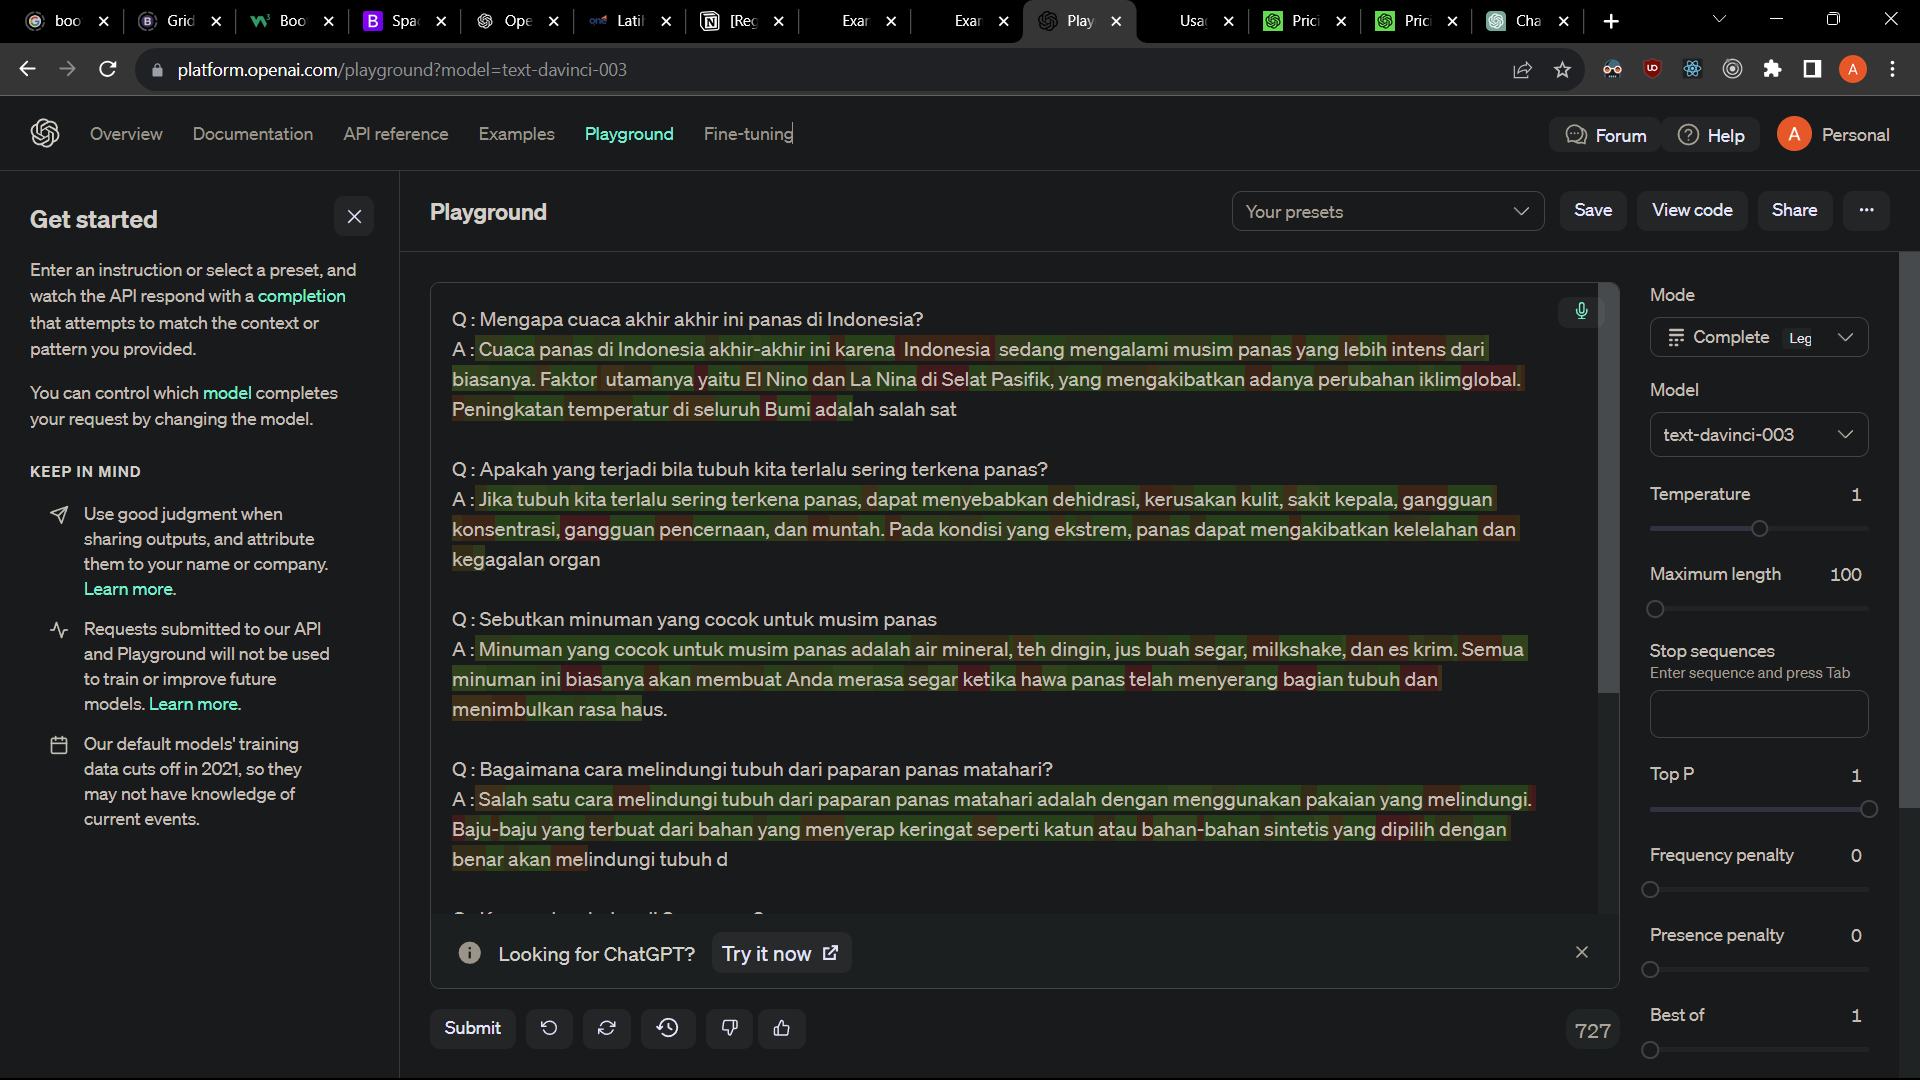 boo
Grid
Boo
B Spa
Ope
Lati
[Reg
Exar
Exar
Play
Usa
Prici
Prici
Cha
platform.openai.com/playground?model=text-davinci-003
A
Overview Documentation API reference Examples Playground Fine-tuning
Forum Help A Personal
Get started
Enter an instruction or select a preset, and
watch the API respond with a completion
that attempts to match the context or
pattern you provided.
You can control which model completes
your request by changing the model.
KEEP IN MIND
Use good judgment when
sharing outputs, and attribute
them to your name or company.
Learn more.
Requests submitted to our API
and Playground will not be used
to train or improve future
models. Learn more.
Our default models' training
data cuts off in 2021, so they
may not have knowledge of
current events.
Playground
Your presets
Save View code Share ...
Q : Mengapa cuaca akhir akhir ini panas di Indonesia?
A : Cuaca panas di Indonesia akhir-akhir ini karena Indonesia sedang mengalami musim panas yang lebih intens dari
biasanya. Faktor utamanya yaitu El Nino dan La Nina di Selat Pasifik, yang mengakibatkan adanya perubahan iklimglobal.
Peningkatan temperatur di seluruh Bumi adalah salah sat
Q : Apakah yang terjadi bila tubuh kita terlalu sering terkena panas?
A : Jika tubuh kita terlalu sering terkena panas, dapat menyebabkan dehidrasi, kerusakan kulit, sakit kepala, gangguan
konsentrasi, gangguan pencernaan, dan muntah. Pada kondisi yang ekstrem, panas dapat mengakibatkan kelelahan dan
kegagalan organ
Q : Sebutkan minuman yang cocok untuk musim panas
A : Minuman yang cocok untuk musim panas adalah air mineral, teh dingin, jus buah segar, milkshake, dan es krim. Semua
minuman ini biasanya akan membuat Anda merasa segar ketika hawa panas telah menyerang bagian tubuh dan
menimbulkan rasa haus.
Q : Bagaimana cara melindungi tubuh dari paparan panas matahari?
A : Salah satu cara melindungi tubuh dari paparan panas matahari adalah dengan menggunakan pakaian yang melindungi.
Baju-baju yang terbuat dari bahan yang menyerap keringat seperti katun atau bahan-bahan sintetis yang dipilih dengan
benar akan melindungi tubuh d
Looking for ChatGPT? Try it now
Submit
727
Mode
Complete Leg
Model
text-davinci-003
Temperature 1
Maximum length 100
Stop sequences
Enter sequence and press Tab
Top P 1
Frequency penalty 0
Presence penalty 0
Best of 1